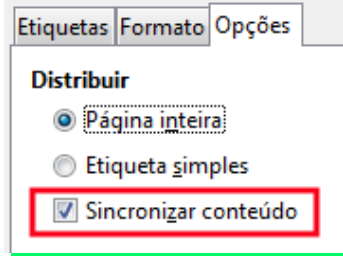 Etiquetas Formato Opções
Distribuir
Página inteira
Etiqueta simples
Sincronizar conteúdo